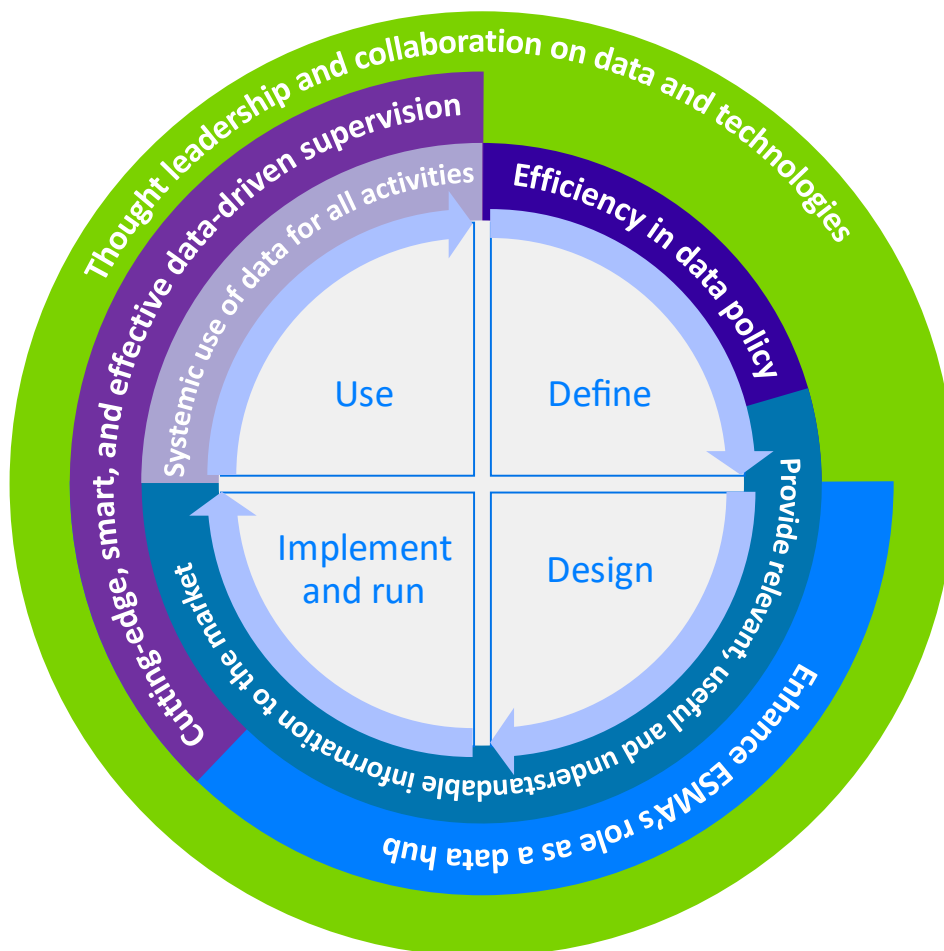 Thought leadership and collaboration on data and technologies
Cutting-edge, smart, and effective data-driven supervision
Systemic use of data for all activities
Efficiency in data policy
Use
Define
Implement
and run
Design
Provide relevant, useful and understandable information to the market
Enhance ESMA's role as a data hub